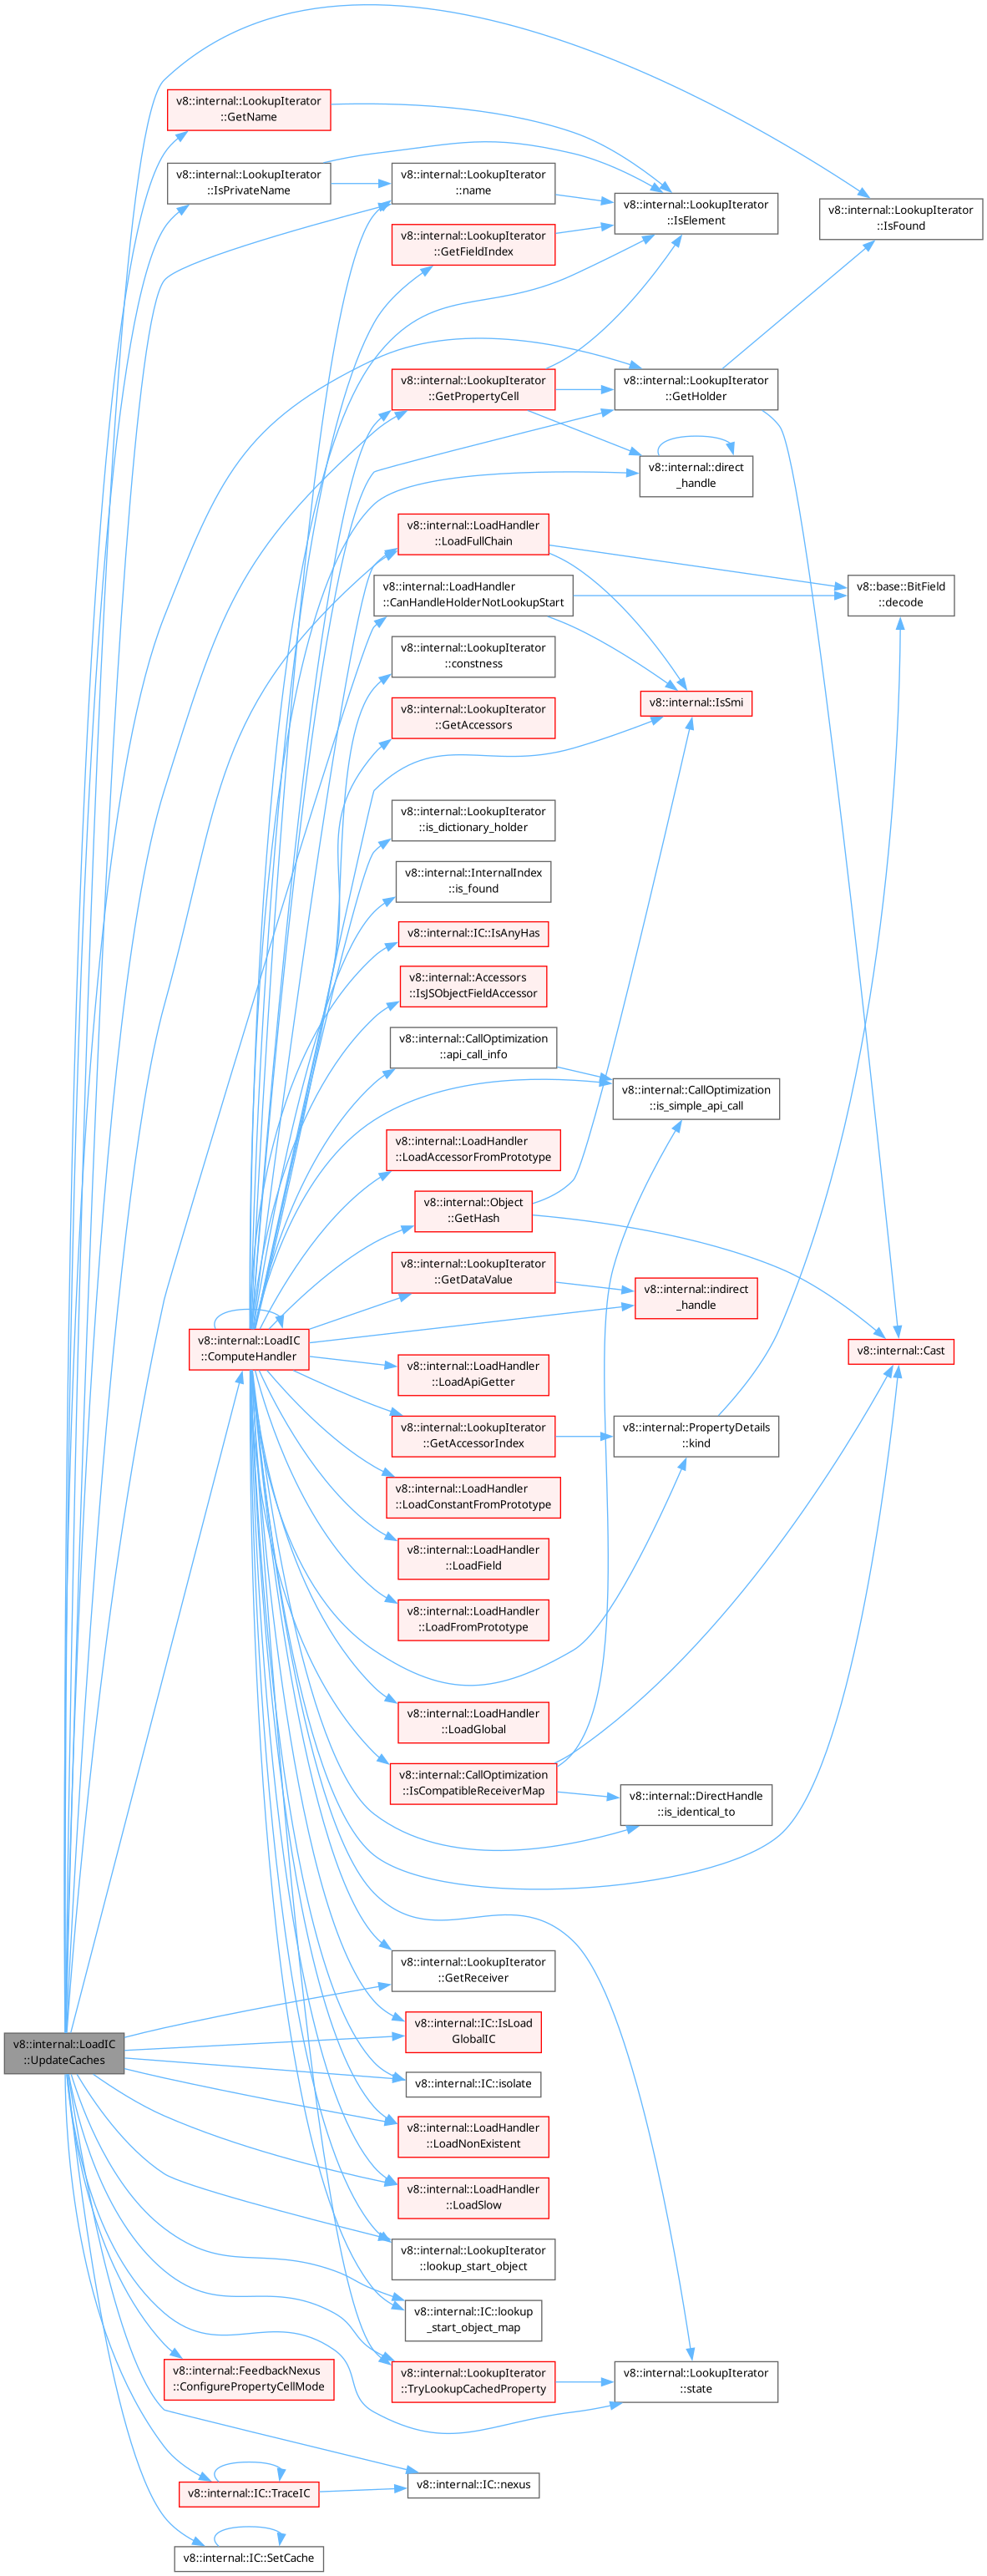 v8::internal::LookupIterator
::GetName
v8::internal::LookupIterator
::IsPrivateName
v8::internal::LookupIterator
::name
v8::internal::LookupIterator
::IsElement
v8::internal::LookupIterator
::IsFound
v8::internal::LookupIterator
::GetFieldIndex
v8::internal::LookupIterator
::GetPropertyCell
v8::internal::LookupIterator
::GetHolder
v8::internal::direct
_handle
v8::internal::LoadHandler
::LoadFullChain
v8::internal::LoadHandler
::CanHandleHolderNotLookupStart
v8::base::BitField
::decode
v8::internal::LookupIterator
::constness
v8::internal::LookupIterator
::GetAccessors
v8::internal::IsSmi
v8::internal::LookupIterator
::is_dictionary_holder
v8::internal::InternalIndex
::is_found
v8::internal::IC::IsAnyHas
v8::internal::Accessors
::IsJSObjectFieldAccessor
v8::internal::CallOptimization
::api_call_info
v8::internal::CallOptimization
::is_simple_api_call
v8::internal::LoadHandler
::LoadAccessorFromPrototype
v8::internal::Object
::GetHash
v8::internal::LookupIterator
::GetDataValue
v8::internal::indirect
_handle
v8::internal::LoadIC
::ComputeHandler
v8::internal::Cast
v8::internal::LoadHandler
::LoadApiGetter
v8::internal::LookupIterator
::GetAccessorIndex
v8::internal::PropertyDetails
::kind
v8::internal::LoadHandler
::LoadConstantFromPrototype
v8::internal::LoadHandler
::LoadField
v8::internal::LoadHandler
::LoadFromPrototype
v8::internal::LoadHandler
::LoadGlobal
v8::internal::CallOptimization
::IsCompatibleReceiverMap
v8::internal::DirectHandle
::is_identical_to
v8::internal::LookupIterator
::GetReceiver
v8::internal::LoadIC
::UpdateCaches
v8::internal::IC::IsLoad
GlobalIC
v8::internal::IC::isolate
v8::internal::LoadHandler
::LoadNonExistent
v8::internal::LoadHandler
::LoadSlow
v8::internal::LookupIterator
::lookup_start_object
v8::internal::IC::lookup
_start_object_map
v8::internal::FeedbackNexus
::ConfigurePropertyCellMode
v8::internal::LookupIterator
::TryLookupCachedProperty
v8::internal::LookupIterator
::state
v8::internal::IC::TraceIC
v8::internal::IC::nexus
v8::internal::IC::SetCache